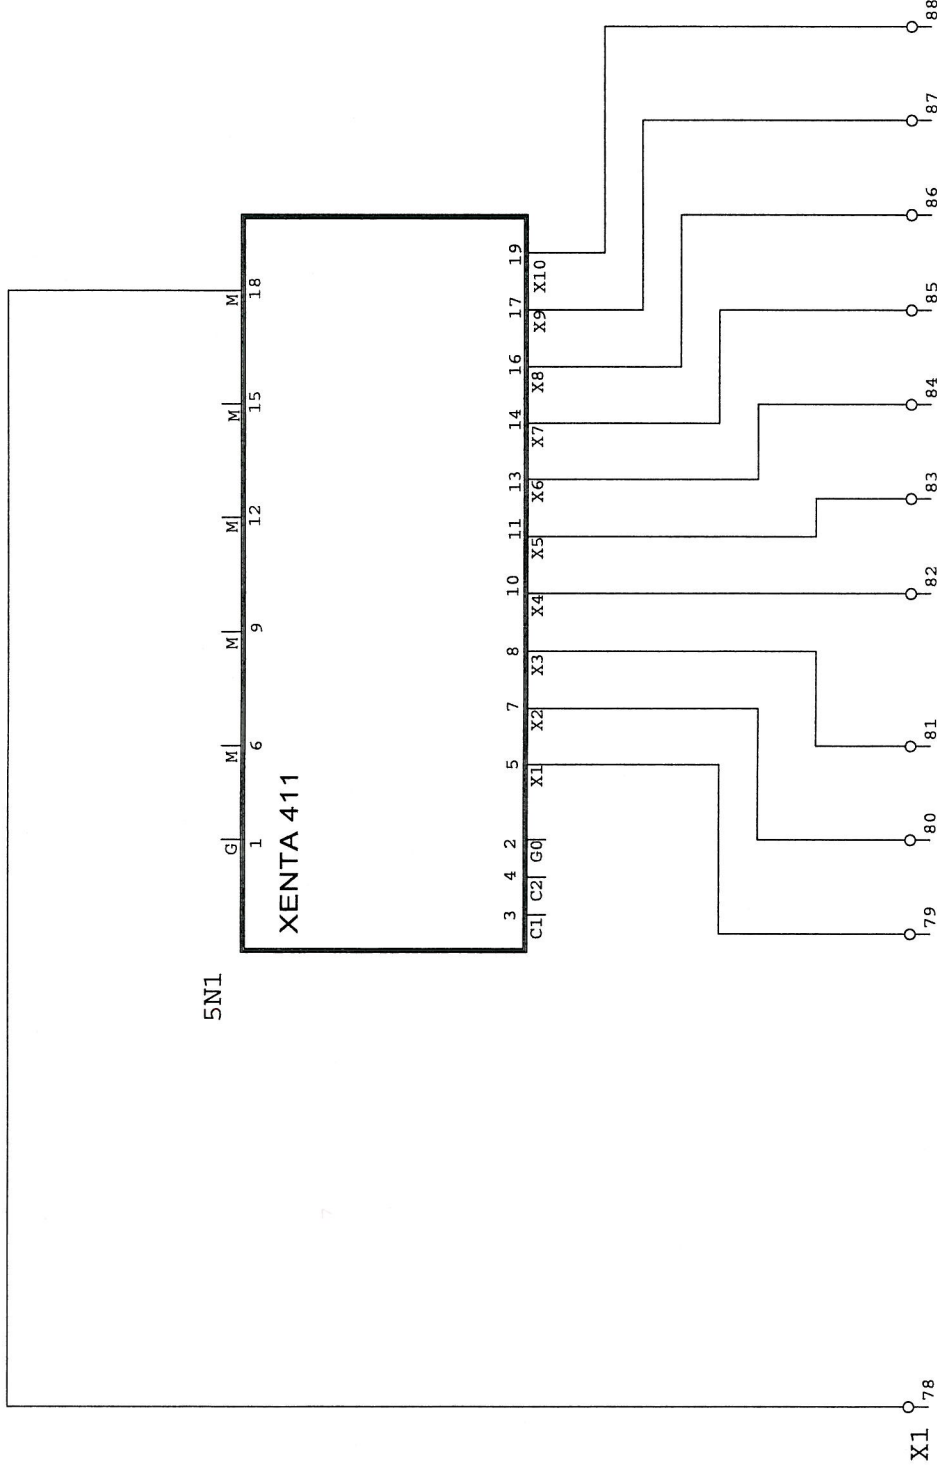 G M M M M M
1 6 9 12 15 18
XENTA 411
5N1
3 4 2 5 7 8 10 11 13 14 16 17 19
C1 C2 G0 X1 X2 X3 X4 X5 X6 X7 X8 X9 X10
X1 78 79 80 81 82 83 84 85 86 87 88